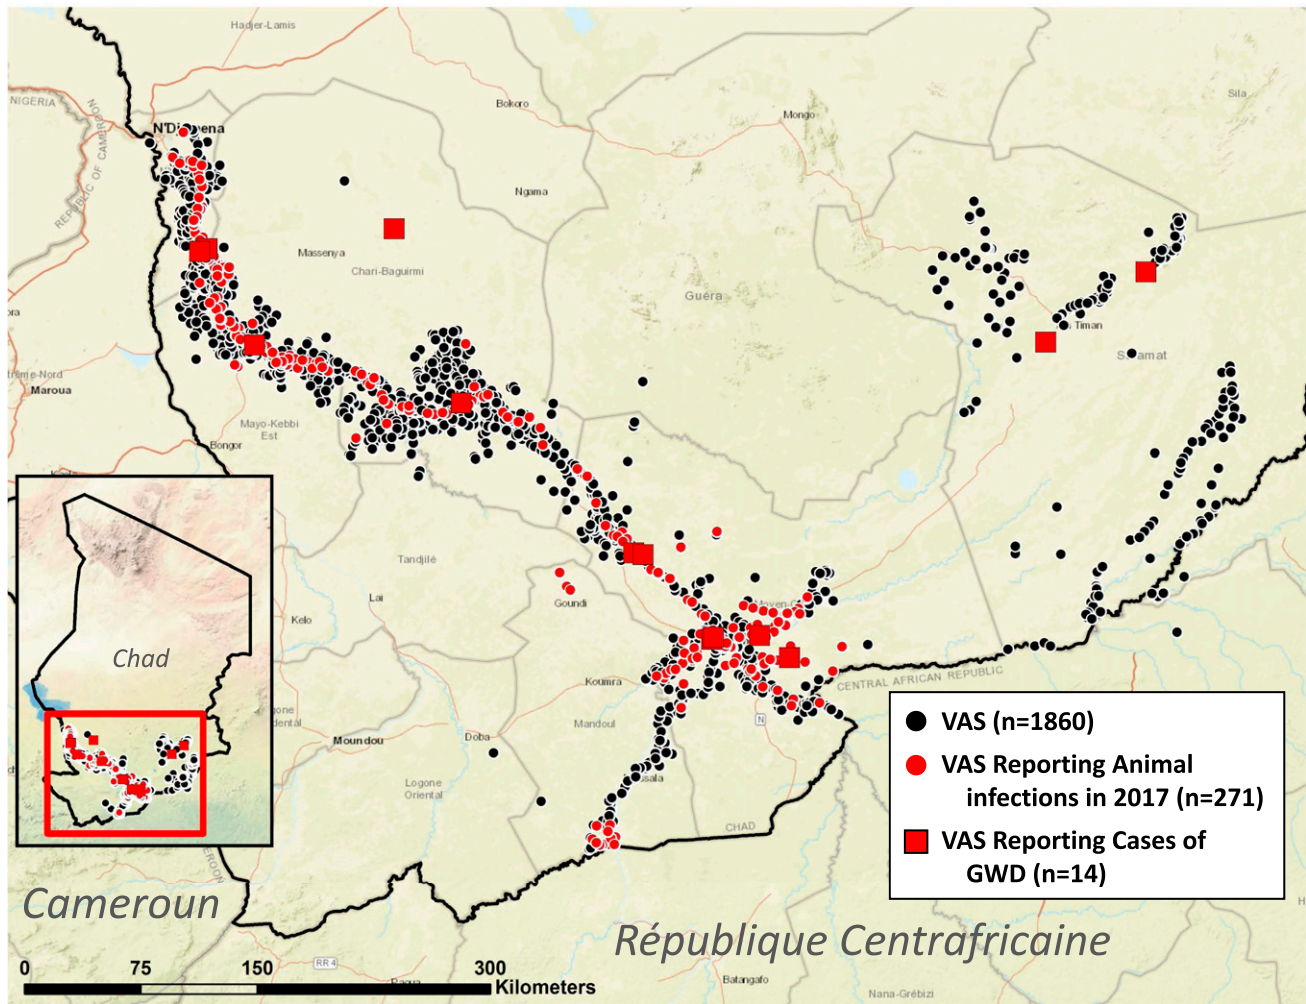 Hadjer-Lamis
NIGERIA
REPUBLIC OF CAMEROON
Bokoro
Sila
Mongo
Ngama
Massenya
Chari-Baguirmi
Guéra
Timan
Maroua
Mayo-Kebbi
Est
Bongor
Tandjilé
Lai
Goundi
Kelo
Koumra
CENTRAL AFRICAN REPUBLIC
Mandoul
N
Moundou
Doba
Logone
Oriental
CHAD
Chad
VAS (n=1860)
VAS Reporting Animal
infections in 2017 (n=271)
VAS Reporting Cases of
GWD (n=14)
Cameroun
République Centrafricaine
RR 4
Batangafo
Nana-Grébizi
0 75 150 300
Kilometers